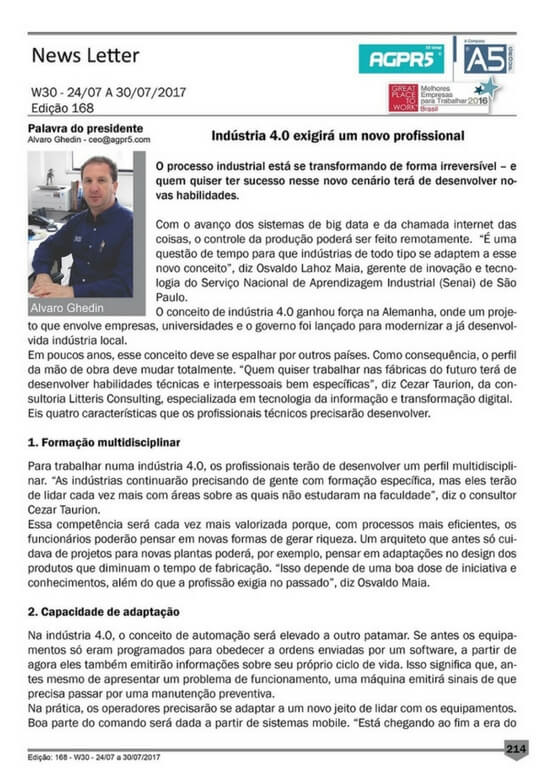 News Letter
AGPR5
A Company
A5
GROUP
W30 - 24/07 A 30/07/2017
Edição 168
GREAT
PLACE
TO
WORK®
Melhores
Empresas
para Trabalhar 2016
Brasil
Palavra do presidente
Alvaro Ghedin - ceo@agpr5.com
Indústria 4.0 exigirá um novo profissional
Alvaro Ghedin
O processo industrial está se transformando de forma irreversível – e
quem quiser ter sucesso nesse novo cenário terá de desenvolver no-
vas habilidades.
Com o avanço dos sistemas de big data e da chamada internet das
coisas, o controle da produção poderá ser feito remotamente. “É uma
questão de tempo para que indústrias de todo tipo se adaptem a esse
novo conceito”, diz Osvaldo Lahoz Maia, gerente de inovação e tecno-
logia do Serviço Nacional de Aprendizagem Industrial (Senai) de São
Paulo.
O conceito de indústria 4.0 ganhou força na Alemanha, onde um proje-
to que envolve empresas, universidades e o governo foi lançado para modernizar a já desenvol-
vida indústria local.
Em poucos anos, esse conceito deve se espalhar por outros países. Como consequência, o perfil
da mão de obra deve mudar totalmente. “Quem quiser trabalhar nas fábricas do futuro terá de
desenvolver habilidades técnicas e interpessoais bem específicas”, diz Cezar Taurion, da con-
sultoria Litteris Consulting, especializada em tecnologia da informação e transformação digital.
Eis quatro características que os profissionais técnicos precisarão desenvolver.
1. Formação multidisciplinar
Para trabalhar numa indústria 4.0, os profissionais terão de desenvolver um perfil multidiscipli-
nar. “As indústrias continuarão precisando de gente com formação específica, mas eles terão
de lidar cada vez mais com áreas sobre as quais não estudaram na faculdade”, diz o consultor
Cezar Taurion.
Essa competência será cada vez mais valorizada porque, com processos mais eficientes, os
funcionários poderão pensar em novas formas de gerar riqueza. Um arquiteto que antes só cui-
dava de projetos para novas plantas poderá, por exemplo, pensar em adaptações no design dos
produtos que diminuam o tempo de fabricação. “Isso depende de uma boa dose de iniciativa e
conhecimentos, além do que a profissão exigia no passado”, diz Osvaldo Maia.
2. Capacidade de adaptação
Na indústria 4.0, o conceito de automação será elevado a outro patamar. Se antes os equipa-
mentos só eram programados para obedecer a ordens enviadas por um software, a partir de
agora eles também emitirão informações sobre seu próprio ciclo de vida. Isso significa que, an-
tes mesmo de apresentar um problema de funcionamento, uma máquina emitirá sinais de que
precisa passar por uma manutenção preventiva.
Na prática, os operadores precisarão se adaptar a um novo jeito de lidar com os equipamentos.
Boa parte do comando será dada a partir de sistemas mobile. “Está chegando ao fim a era do
214
Edição: 168 - W30 - 24/07 a 30/07/2017